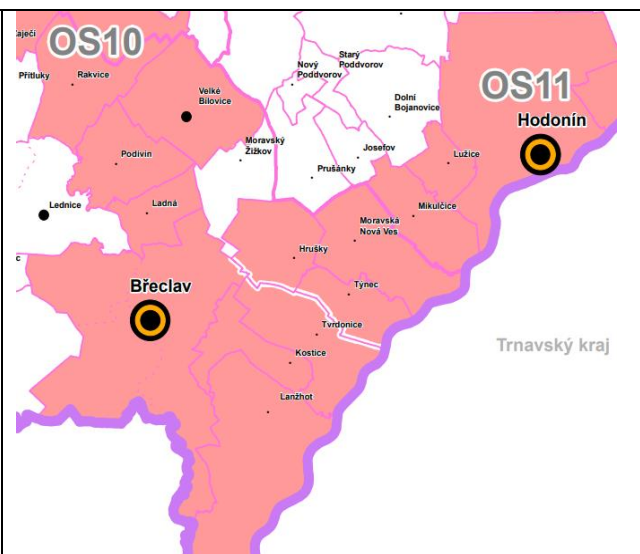 OS10
Přítluky
Rakvice
Velké
Bílovice
Nový
Poddvorov
Starý
Poddvorov
Dolní
Bojanovice
OS11
Hodonín
Podivín
Moravský
Žižkov
Prušánky
Josefov
Lužice
Lednice
Ladná
Mikulčice
Moravská
Nová Ves
Hrušky
Břeclav
Týnec
Tvrdonice
Kostice
Lanžhot
Trnavský kraj